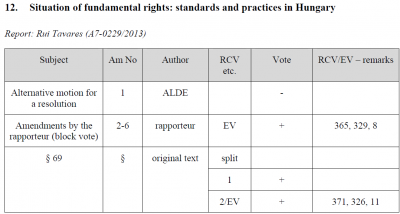 12. Situation of fundamental rights: standards and practices in Hungary
Report: Rui Tavares (A7-0229/2013)
Subject Am No Author RCV etc. Vote RCV/EV – remarks
Alternative motion for a resolution 1 ALDE -
Amendments by the rapporteur (block vote) 2-6 rapporteur EV + 365, 329, 8
§ 69 § original text split
1 +
2/EV + 371, 326, 11